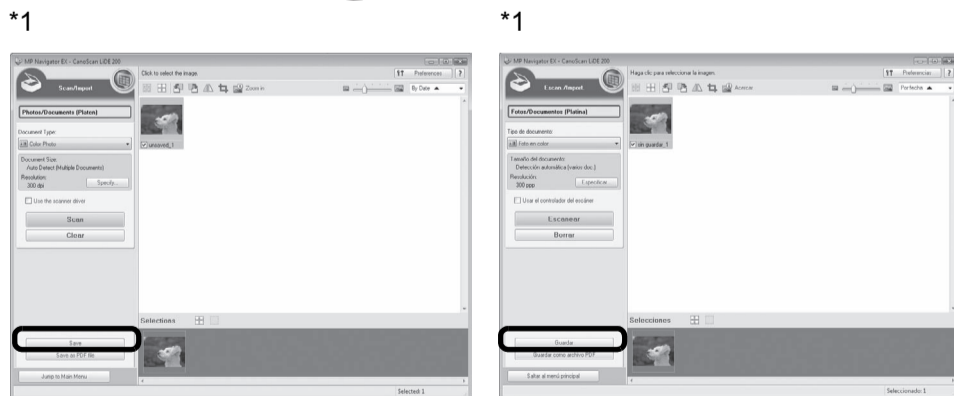 *1
MP Navigator EX - CanoScan LiDE 200
Scan/Import
Click to select the image.
Preferences
?
Zoom in
By Date
Photos/Documents (Platen)
Document Type:
Color Photo
Document Size:
Auto Detect (Multiple Documents)
Resolution:
300 dpi
Specify...
Use the scanner driver
Scan
Clear
unsaved_1
Selections
Save
Save as PDF file
Jump to Main Menu
Selected: 1
*1
MP Navigator EX - CanoScan LiDE 200
Escan./Import.
Haga clic para seleccionar la imagen.
Preferencias
?
Acercar
Por fecha
Fotos/Documentos (Platina)
Tipo de documento:
Foto en color
Tamaño del documento:
Detección automática (varios doc.)
Resolución:
300 ppp
Especificar
Usar el controlador del escáner
Escanear
Borrar
sin guardar_1
Selecciones
Guardar
Guardar como archivo PDF
Saltar al menú principal
Seleccionado: 1